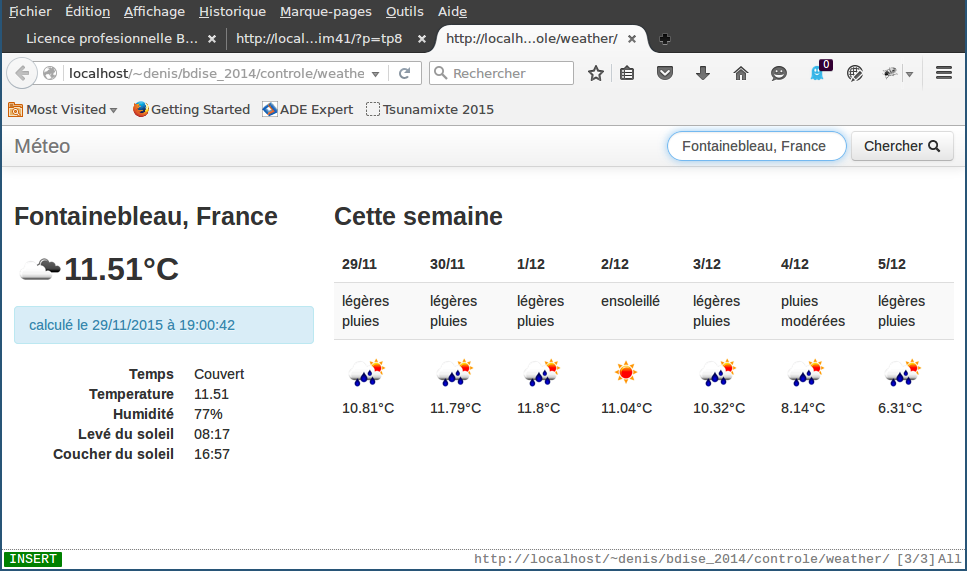 Fichier Édition Affichage Historique Marque-pages Outils Aide
Licence profesionnelle B... × http://local...im41/?p=tp8 × http://localh...ole/weather/ ×
localhost/~denis/bdise_2014/controle/weathe Rechercher 0
Most Visited Getting Started ADE Expert Tsunamixte 2015
Méteo Fontainebleau, France Chercher
Fontainebleau, France
11.51°C
calculé le 29/11/2015 à 19:00:42
Temps Couvert
Temperature 11.51
Humidité 77%
Levé du soleil 08:17
Coucher du soleil 16:57
Cette semaine
29/11 30/11 1/12 2/12 3/12 4/12 5/12
légères légères légères ensoleillé légères pluies légères
pluies pluies pluies pluies modérées pluies
10.81°C 11.79°C 11.8°C 11.04°C 10.32°C 8.14°C 6.31°C
INSERT http://localhost/~denis/bdise_2014/controle/weather/ [3/3] All